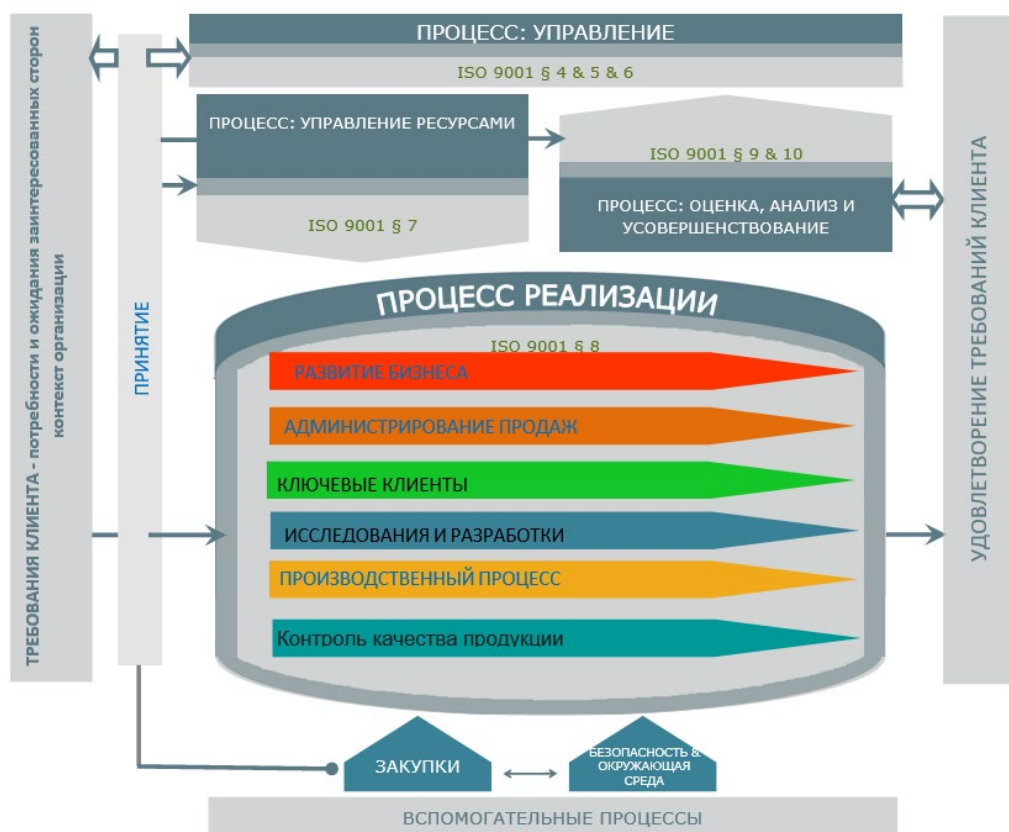 ТРЕБОВАНИЯ КЛИЕНТА - потребности и ожидания заинтересованных сторон
контекст организации
ПРИНЯТИЕ
ПРОЦЕСС: УПРАВЛЕНИЕ
ISO 9001 § 4 & 5 & 6
ПРОЦЕСС: УПРАВЛЕНИЕ РЕСУРСАМИ
ISO 9001 § 7
ISO 9001 § 9 & 10
ПРОЦЕСС: ОЦЕНКА, АНАЛИЗ И
УСОВЕРШЕНСТВОВАНИЕ
ПРОЦЕСС РЕАЛИЗАЦИИ
ISO 9001 § 8
РАЗВИТИЕ БИЗНЕСА
АДМИНИСТРИРОВАНИЕ ПРОДАЖ
КЛЮЧЕВЫЕ КЛИЕНТЫ
ИССЛЕДОВАНИЯ И РАЗРАБОТКИ
ПРОИЗВОДСТВЕННЫЙ ПРОЦЕСС
Контроль качества продукции
ЗАКУПКИ
БЕЗОПАСНОСТЬ &
ОКРУЖАЮЩАЯ
СРЕДА
ВСПОМОГАТЕЛЬНЫЕ ПРОЦЕССЫ
УДОВЛЕТВОРЕНИЕ ТРЕБОВАНИЙ КЛИЕНТА